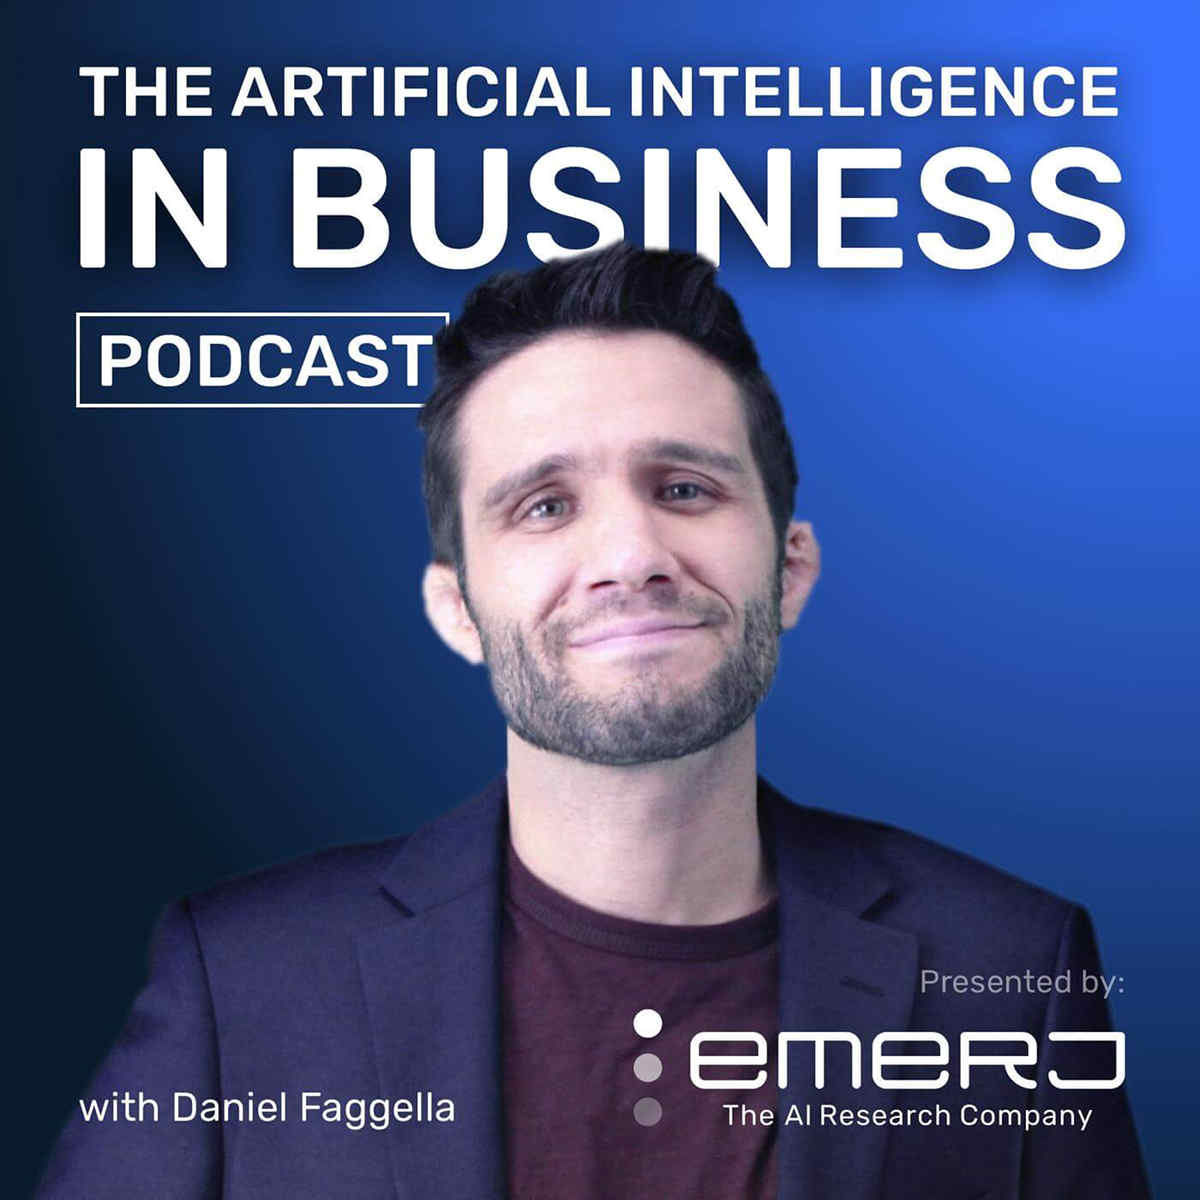 THE ARTIFICIAL INTELLIGENCE
IN BUSINESS
PODCAST
Presented by:
emerj
The AI Research Company
with Daniel Faggella